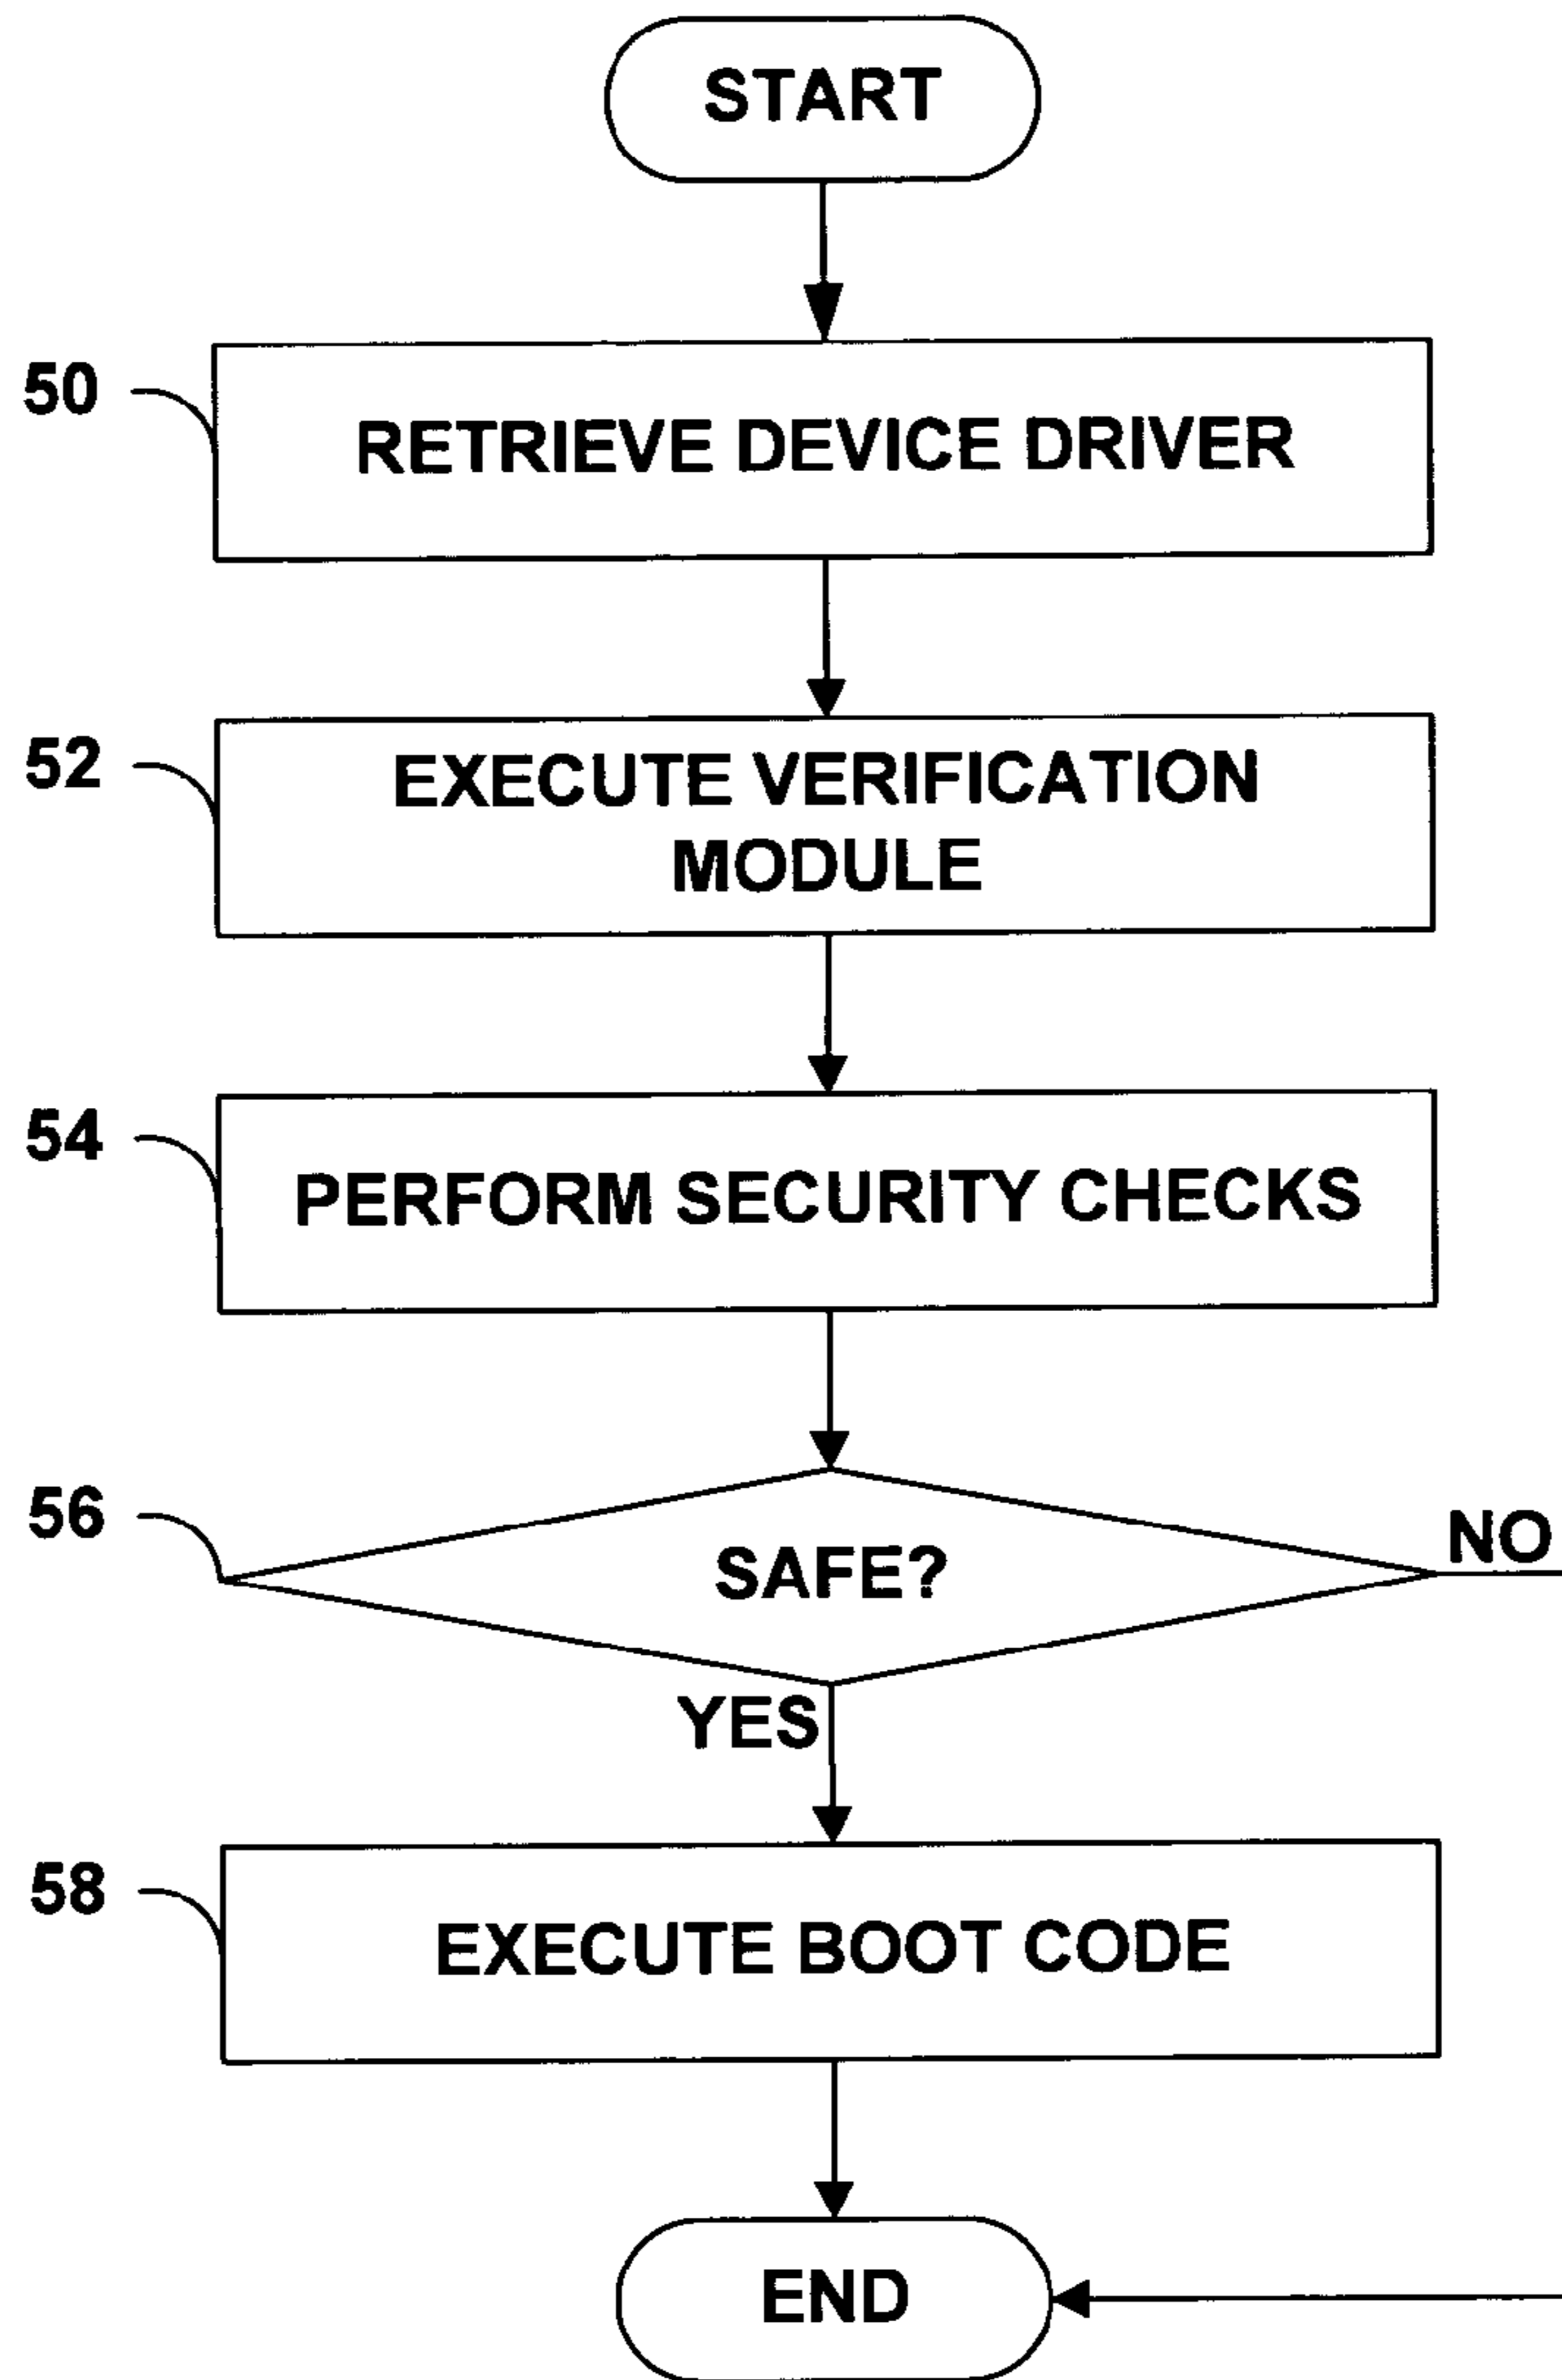 START
50
RETRIEVE DEVICE DRIVER
52
EXECUTE VERIFICATION
MODULE
54
PERFORM SECURITY CHECKS
56
SAFE?
NO
YES
58
EXECUTE BOOT CODE
END